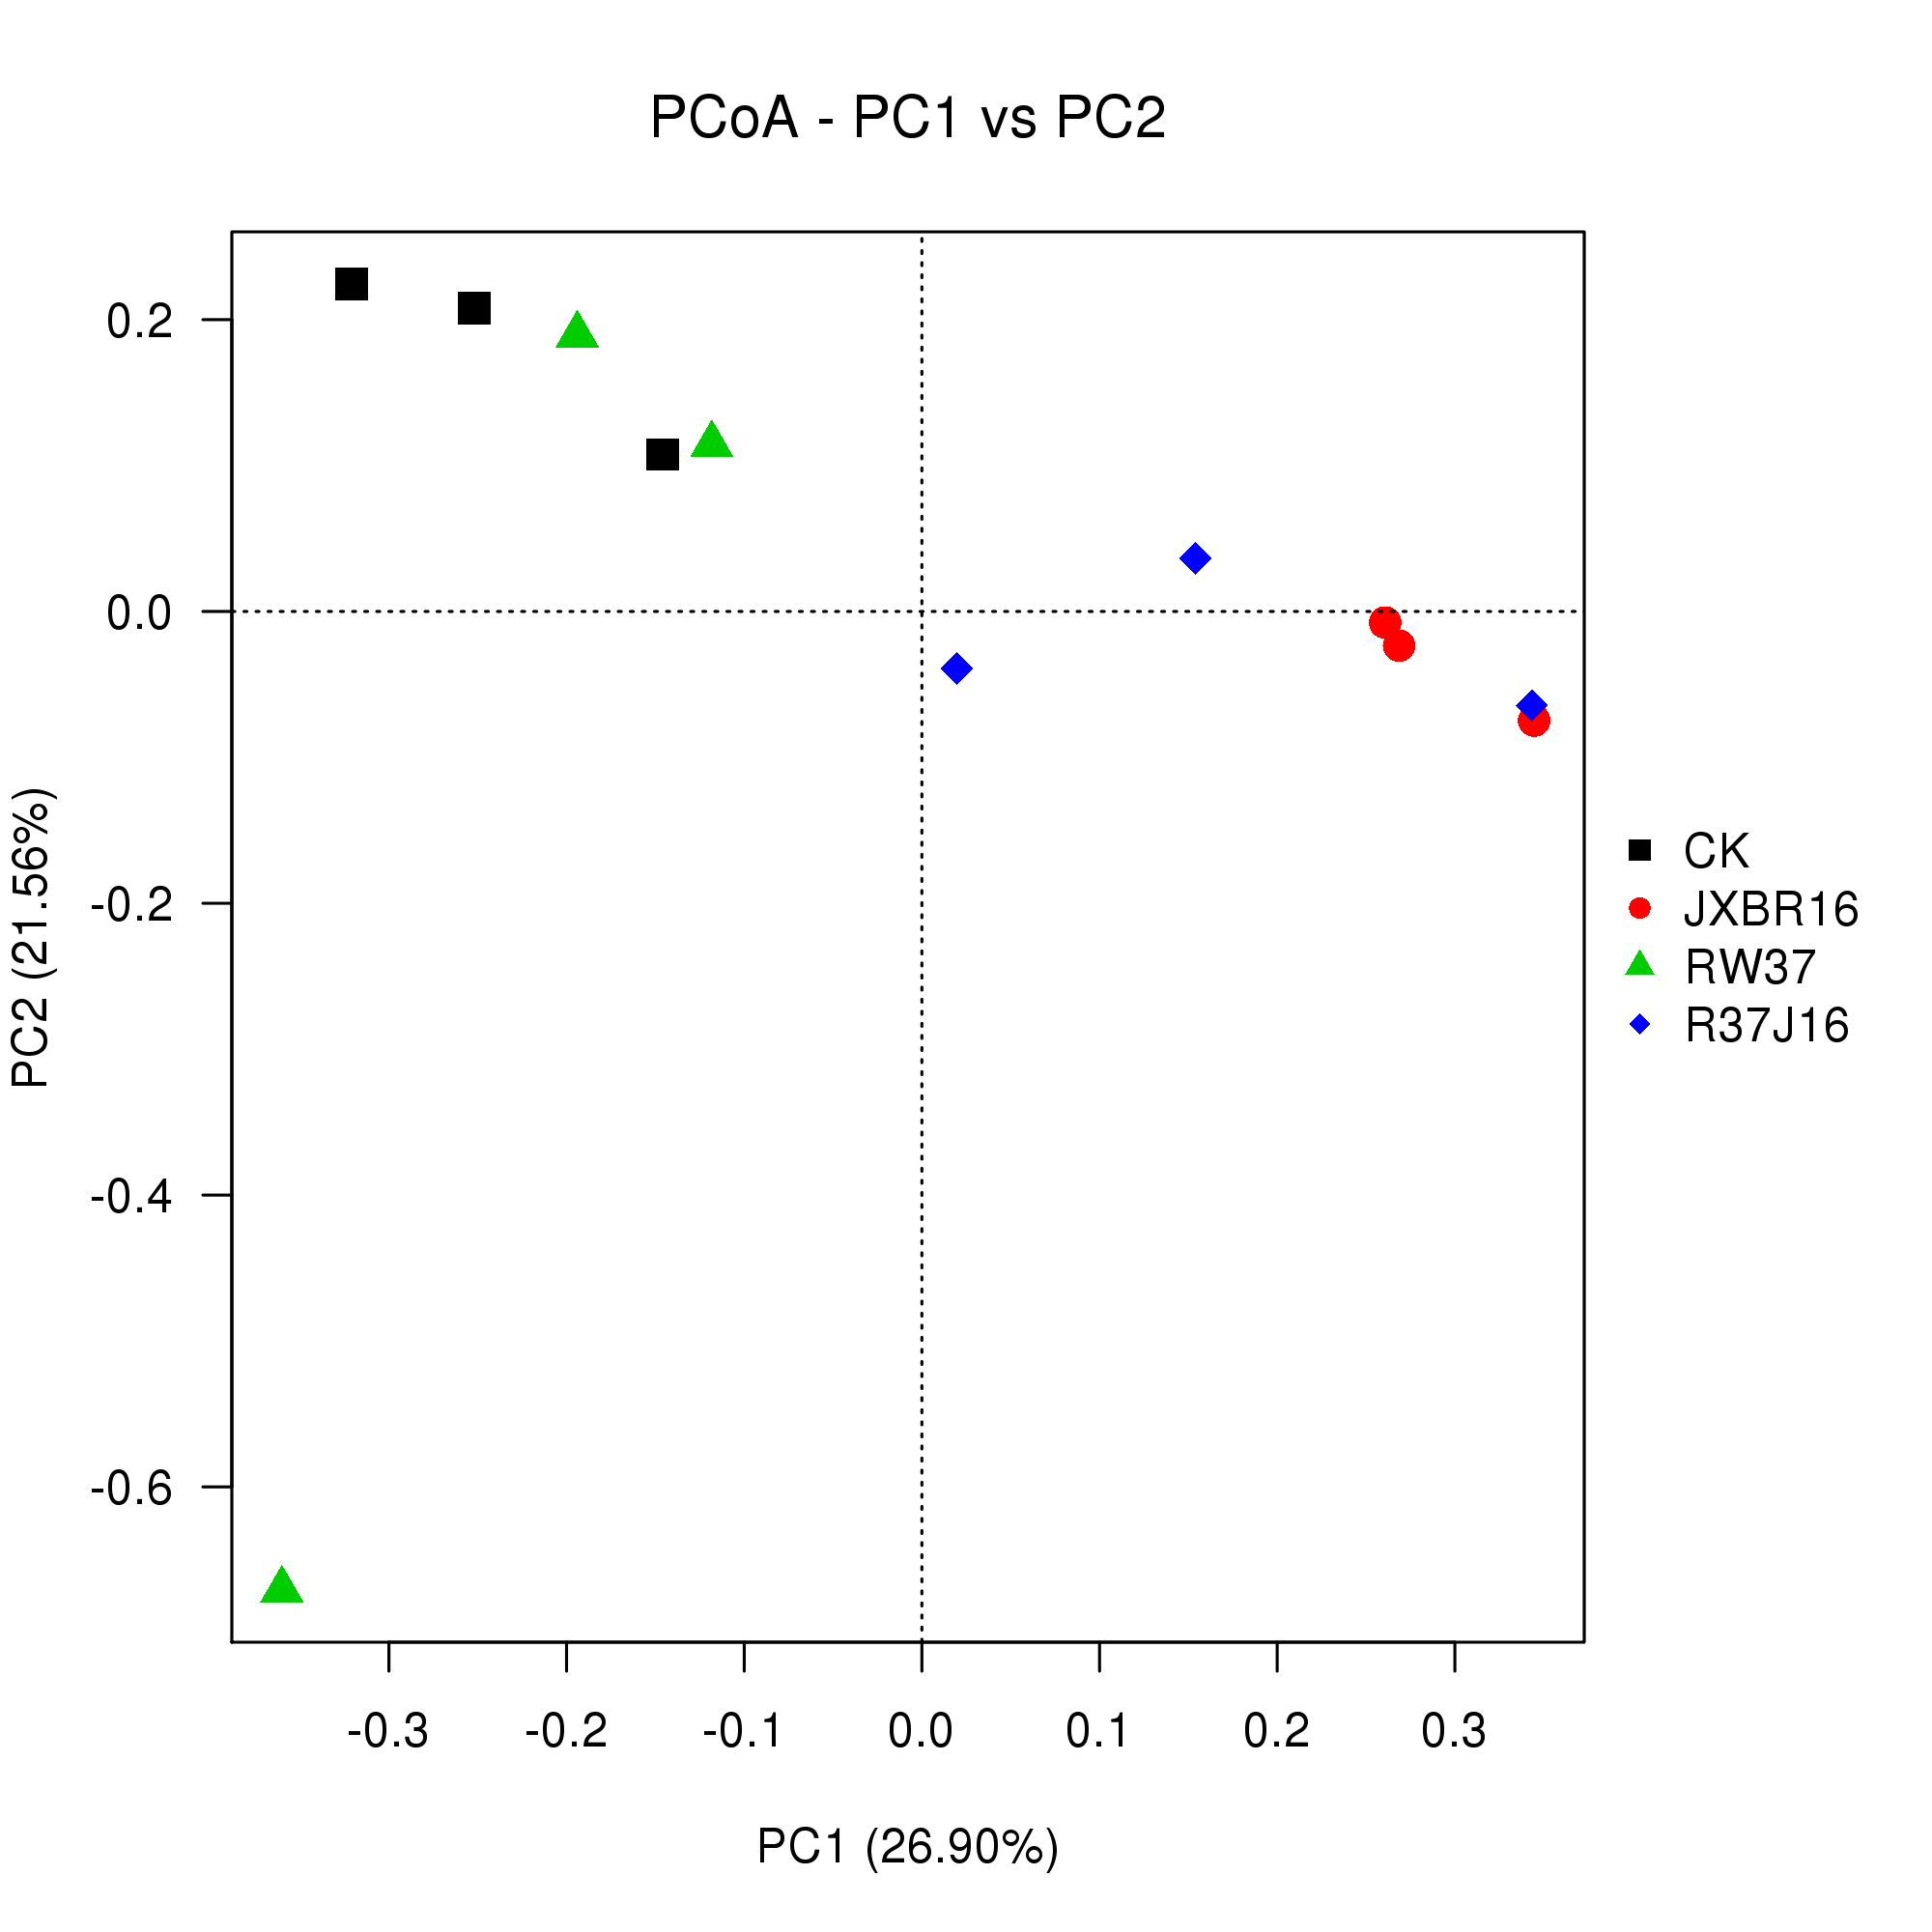 PCoA - PC1 vs PC2
0.2
0.0
-0.2
-0.4
-0.6
PC2 (21.56%)
CK
JXBR16
RW37
R37J16
-0.3 -0.2 -0.1 0.0 0.1 0.2 0.3
PC1 (26.90%)